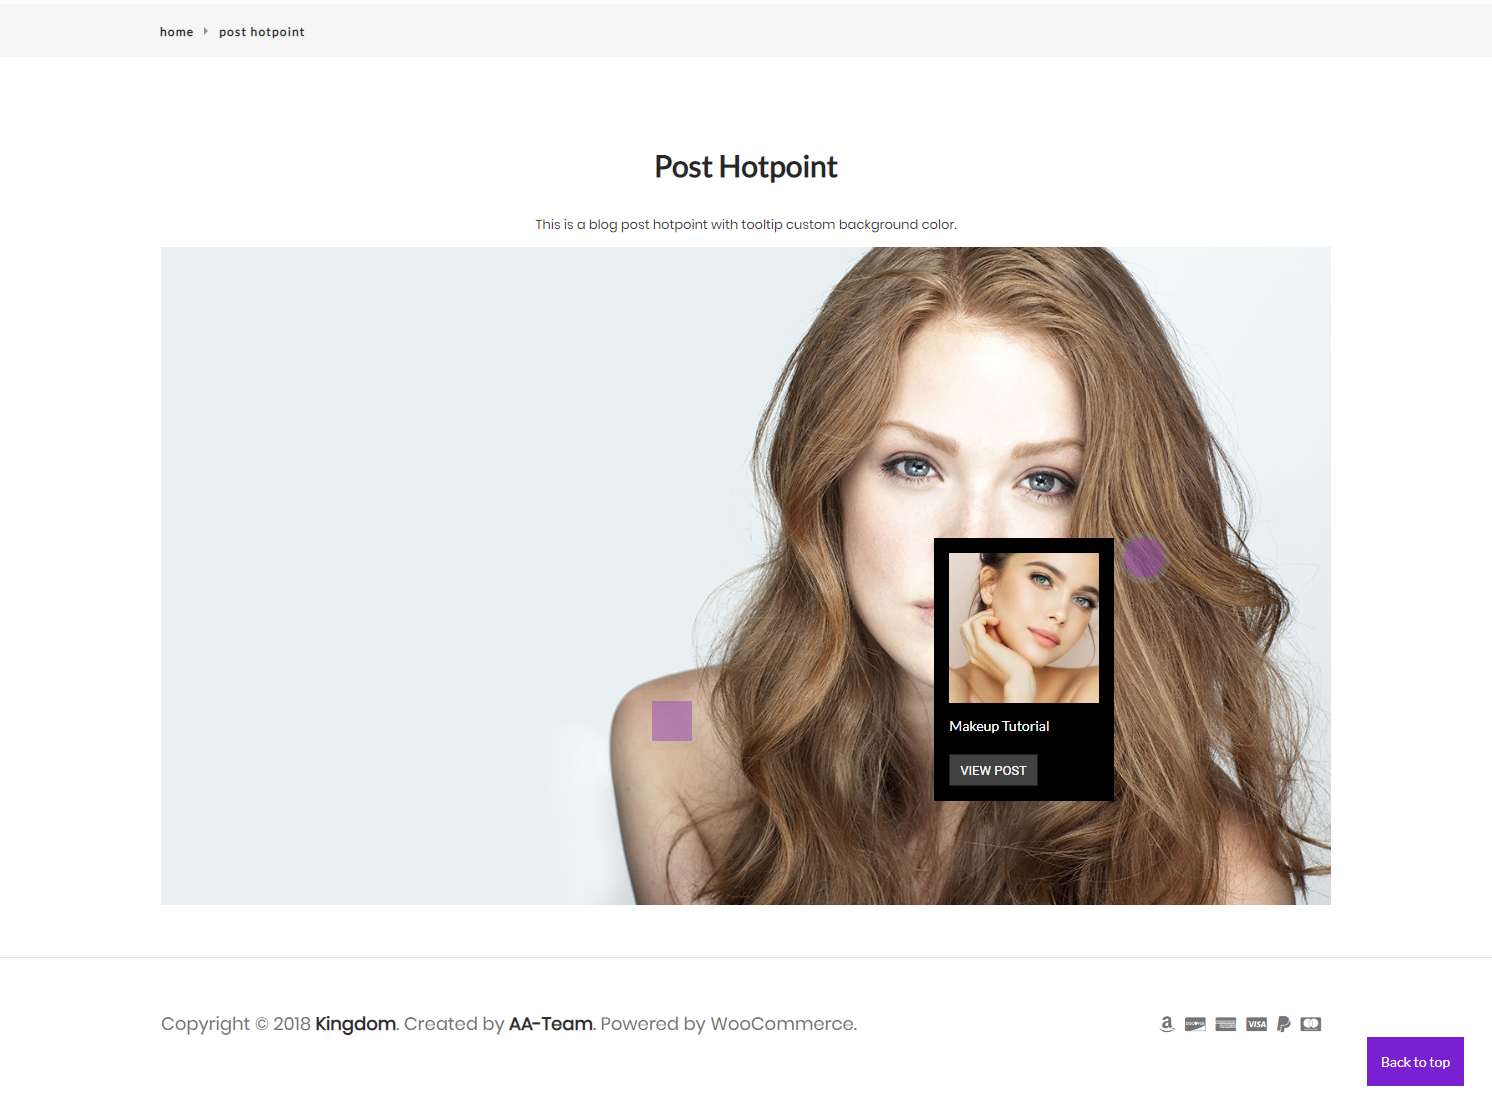 home post hotpoint
Post Hotpoint
This is a blog post hotpoint with tooltip custom background color.
Makeup Tutorial
VIEW POST
Copyright © 2018 Kingdom. Created by AA-Team. Powered by WooCommerce.
VISA
Back to top